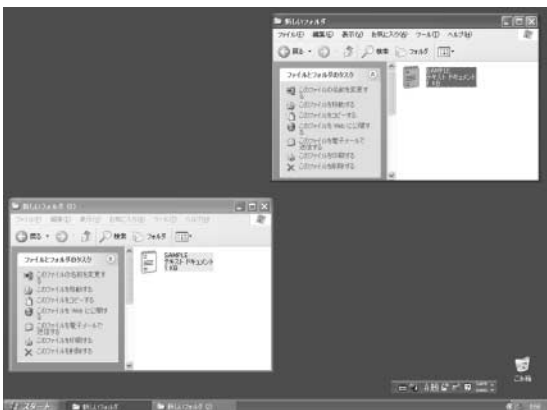 新しいフォルダ
ファイル(F) 編集(E) 表示(V) お気に入り(A) ツール(T) ヘルプ(H)
戻る 検索 フォルダ
ファイルとフォルダのタスク
このファイルの名前を変更す
る
このファイルを移動する
このファイルをコピーする
このファイルを Web に公開す
る
このファイルを電子メールで
送信する
このファイルを印刷する
このファイルを削除する
SAMPLE
テキスト ドキュメント
1 KB
新しいフォルダ (2)
ファイル(F) 編集(E) 表示(V) お気に入り(A) ツール(T) ヘルプ(H)
戻る 検索 フォルダ
ファイルとフォルダのタスク
このファイルの名前を変更す
る
このファイルを移動する
このファイルをコピーする
このファイルを Web に公開す
る
このファイルを電子メールで
送信する
このファイルを印刷する
このファイルを削除する
SAMPLE
テキスト ドキュメント
1 KB
ごみ箱
スタート 新しいフォルダ 新しいフォルダ (2)